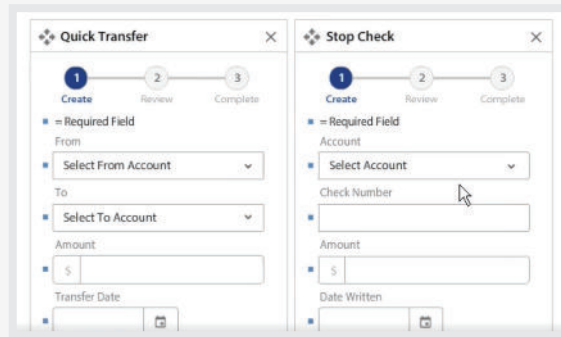 Quick Transfer
1 2 3
Create Review Complete
= Required Field
From
Select From Account
To
Select To Account
Amount
$
Transfer Date
Stop Check
1 2 3
Create Review Complete
= Required Field
Account
Select Account
Check Number
Amount
$
Date Written